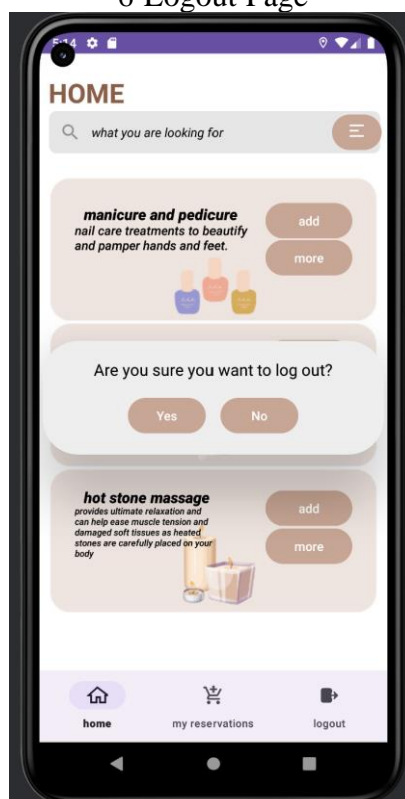 6 Logout Page
5:14
HOME
what you are looking for
manicure and pedicure
nail care treatments to beautify
and pamper hands and feet.
add
more
Are you sure you want to log out?
Yes
No
hot stone massage
provides ultimate relaxation and
can help ease muscle tension and
damaged soft tissues as heated
stones are carefully placed on your
body
add
more
home
my reservations
logout